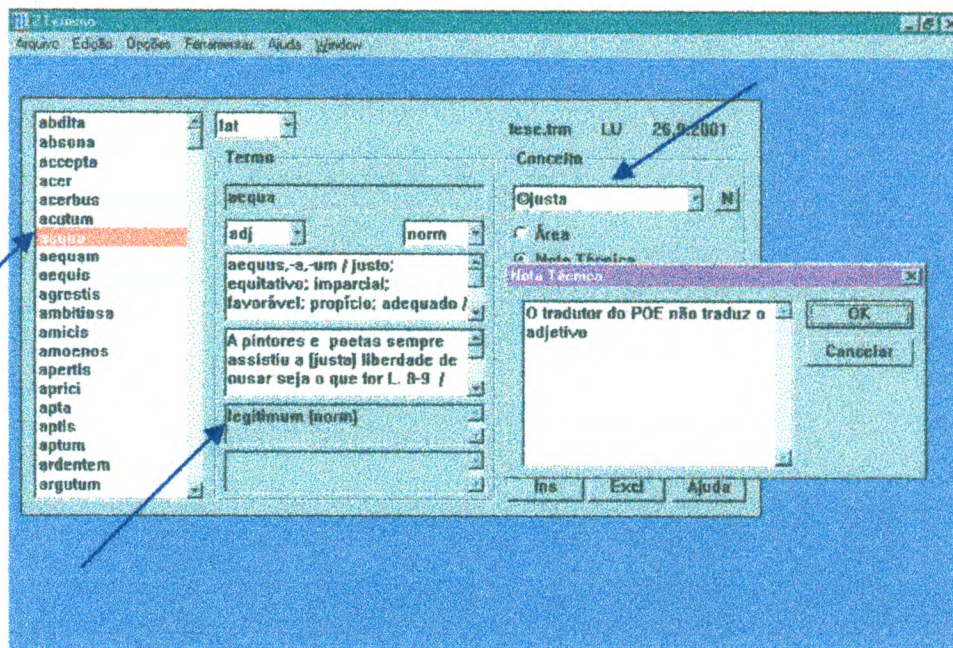 Arquivo Edição Opções Ferramentas Ajuda Window
abdita
absona
accepta
acer
acerbus
acutum
aequa
aequam
aequis
agrestis
ambitiosa
amicis
amoenos
apertis
aprici
apta
aptis
aptum
ardentem
argutum
lat
tese.trm LU 26.9.2001
Termo
aequa
adj
norm
aequus,-a,-um / justo;
equitativo; imparcial;
favorável; propício; adequado /
A pintores e poetas sempre
assistiu a [justa] liberdade de
ousar seja o que for L. 8-9 /
legitimum (norm)
Conceito
justa
N
Área
Nota Técnica
Nota Técnica
O tradutor do POE não traduz o
adjetivo
OK
Cancelar
Ins Excl Ajuda